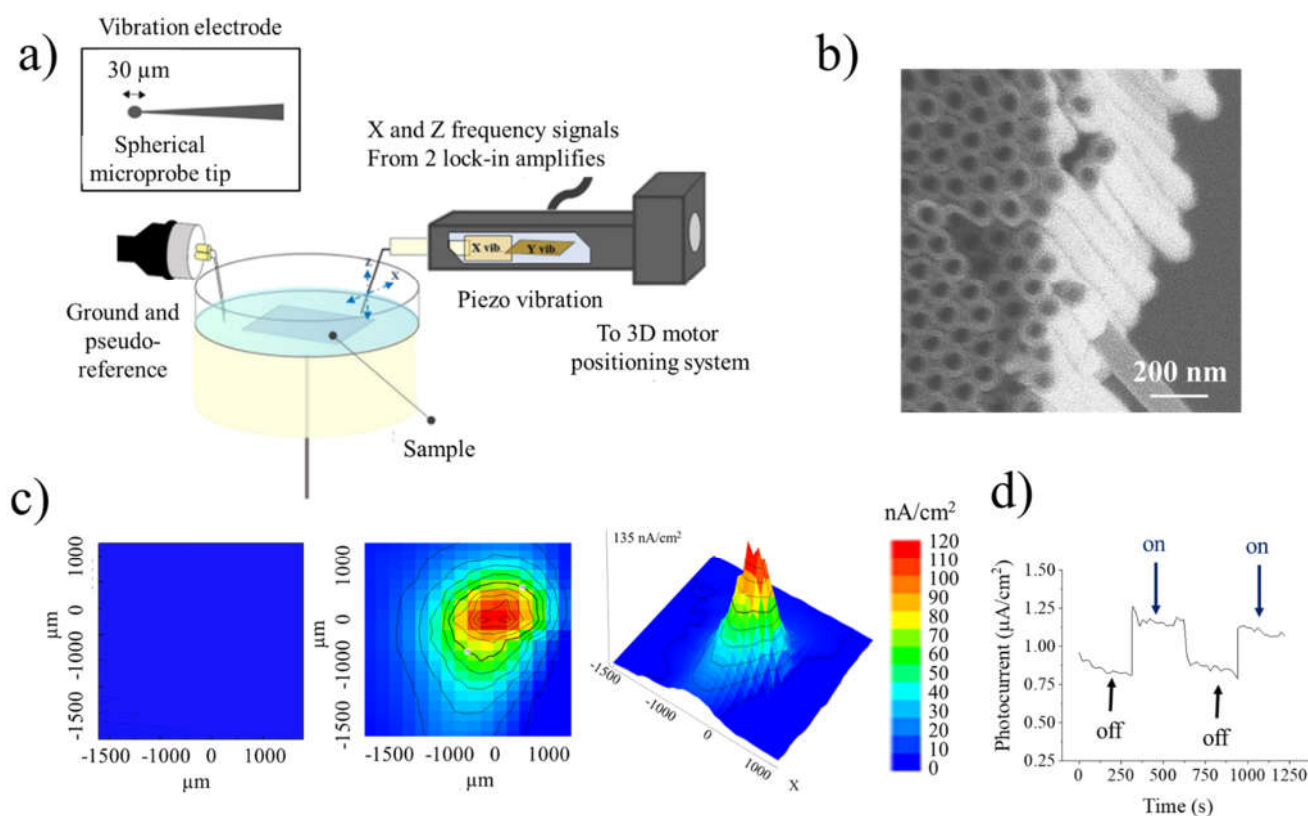 a)
Vibration electrode
30 µm
Spherical
microprobe tip
X and Z frequency signals
From 2 lock-in amplifies
X vib.
Y vib.
Z
X
Ground and
pseudo-
reference
Piezo vibration
To 3D motor
positioning system
Sample
b)
200 nm
c)
1000
0
-1000
-1500
µm
-1500 -1000 0 1000
µm
1000
0
-1000
-1500
µm
-1500 -1000 0 1000
µm
135 nA/cm²
-1500
-1000
0
1000
X
nA/cm²
120
100
90
80
70
60
50
40
30
20
10
0
d)
on
on
off
off
Photocurrent (µA/cm²)
1.50
1.25
1.00
0.75
0.50
0.25
0 250 500 750 1000 1250
Time (s)